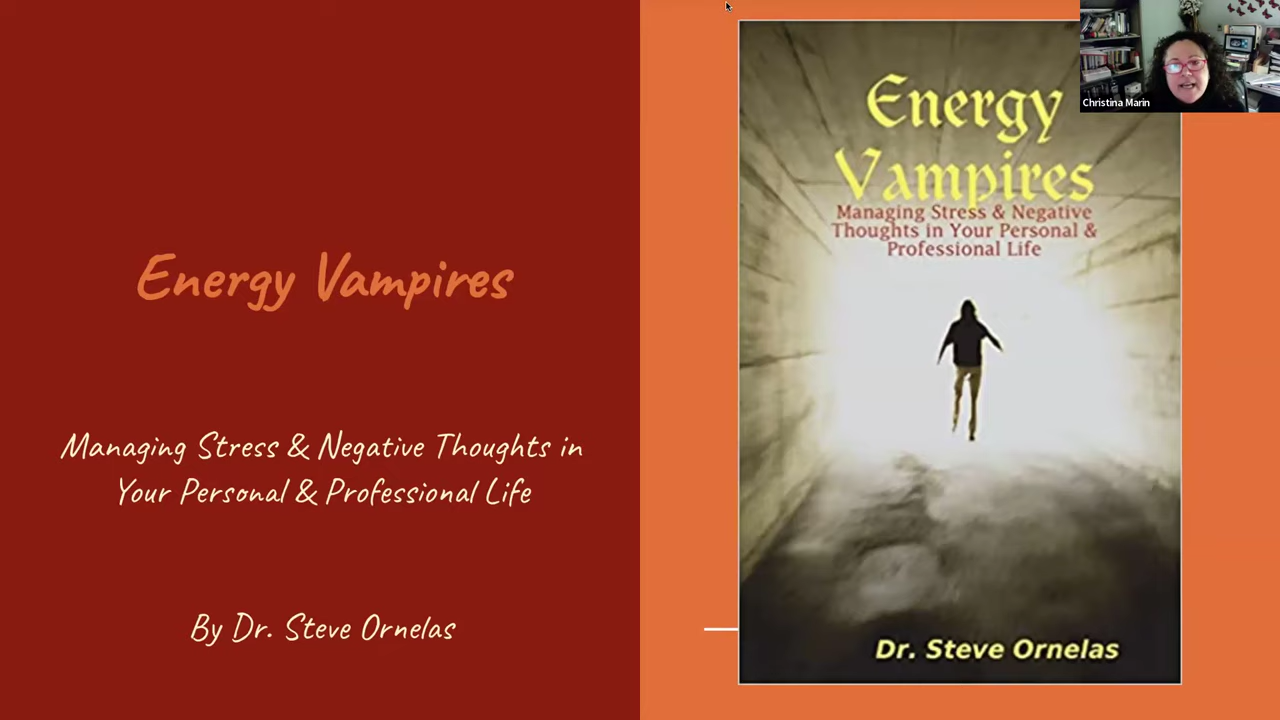 Energy Vampires
Managing Stress & Negative Thoughts in
Your Personal & Professional Life
By Dr. Steve Ornelas
Energy
Vampires
Managing Stress & Negative
Thoughts in Your Personal &
Professional Life
Dr. Steve Ornelas
Christina Marin